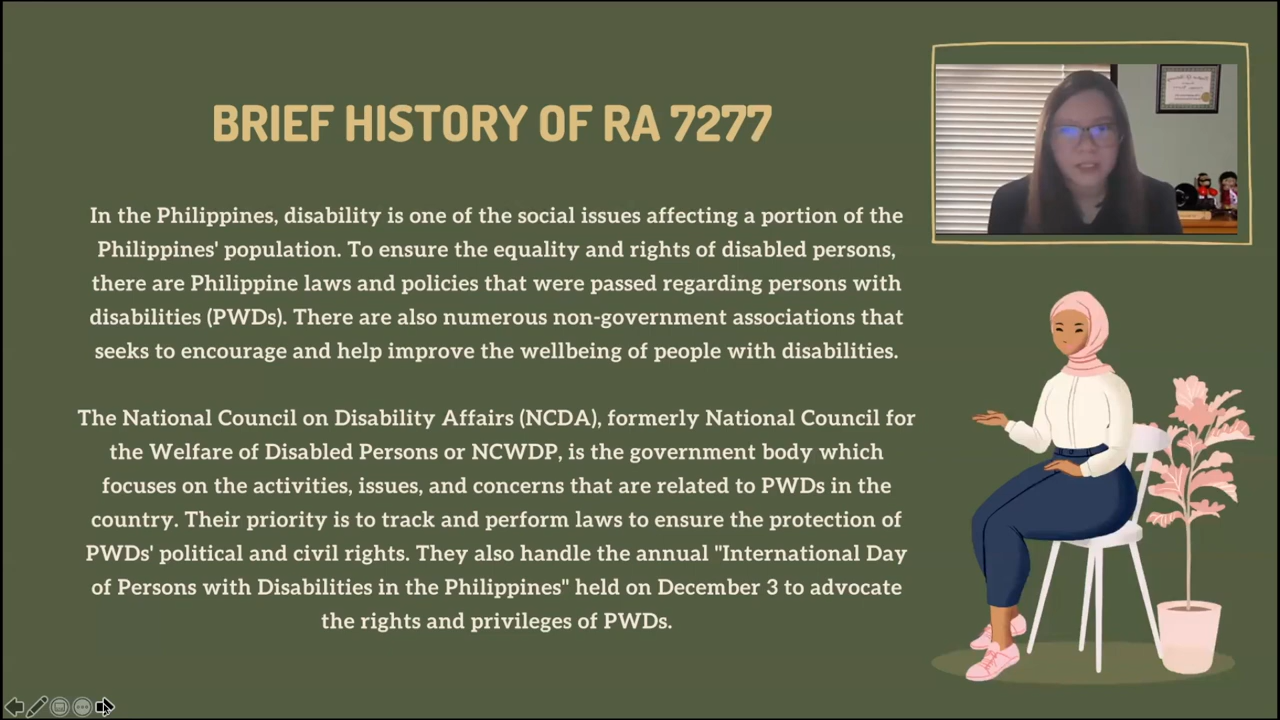 BRIEF HISTORY OF RA 7277
In the Philippines, disability is one of the social issues affecting a portion of the
Philippines' population. To ensure the equality and rights of disabled persons,
there are Philippine laws and policies that were passed regarding persons with
disabilities (PWDs). There are also numerous non-government associations that
seeks to encourage and help improve the wellbeing of people with disabilities.
The National Council on Disability Affairs (NCDA), formerly National Council for
the Welfare of Disabled Persons or NCWDP, is the government body which
focuses on the activities, issues, and concerns that are related to PWDs in the
country. Their priority is to track and perform laws to ensure the protection of
PWDs' political and civil rights. They also handle the annual "International Day
of Persons with Disabilities in the Philippines" held on December 3 to advocate
the rights and privileges of PWDs.